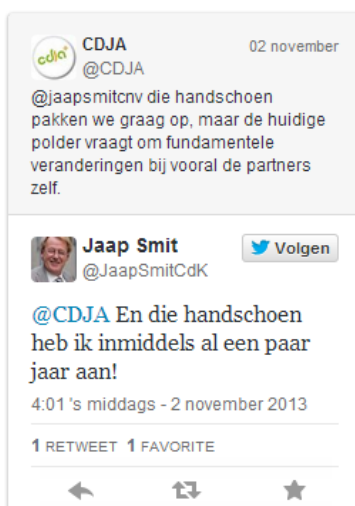 cdja
CDJA
02 november
@CDJA
@jaapsmitcnv die handschoen
pakken we graag op, maar de huidige
polder vraagt om fundamentele
veranderingen bij vooral de partners
zelf.
Jaap Smit
Volgen
@JaapSmitCdK
@CDJA En die handschoen
heb ik inmiddels al een paar
jaar aan!
4:01 's middags - 2 november 2013
1 RETWEET 1 FAVORITE